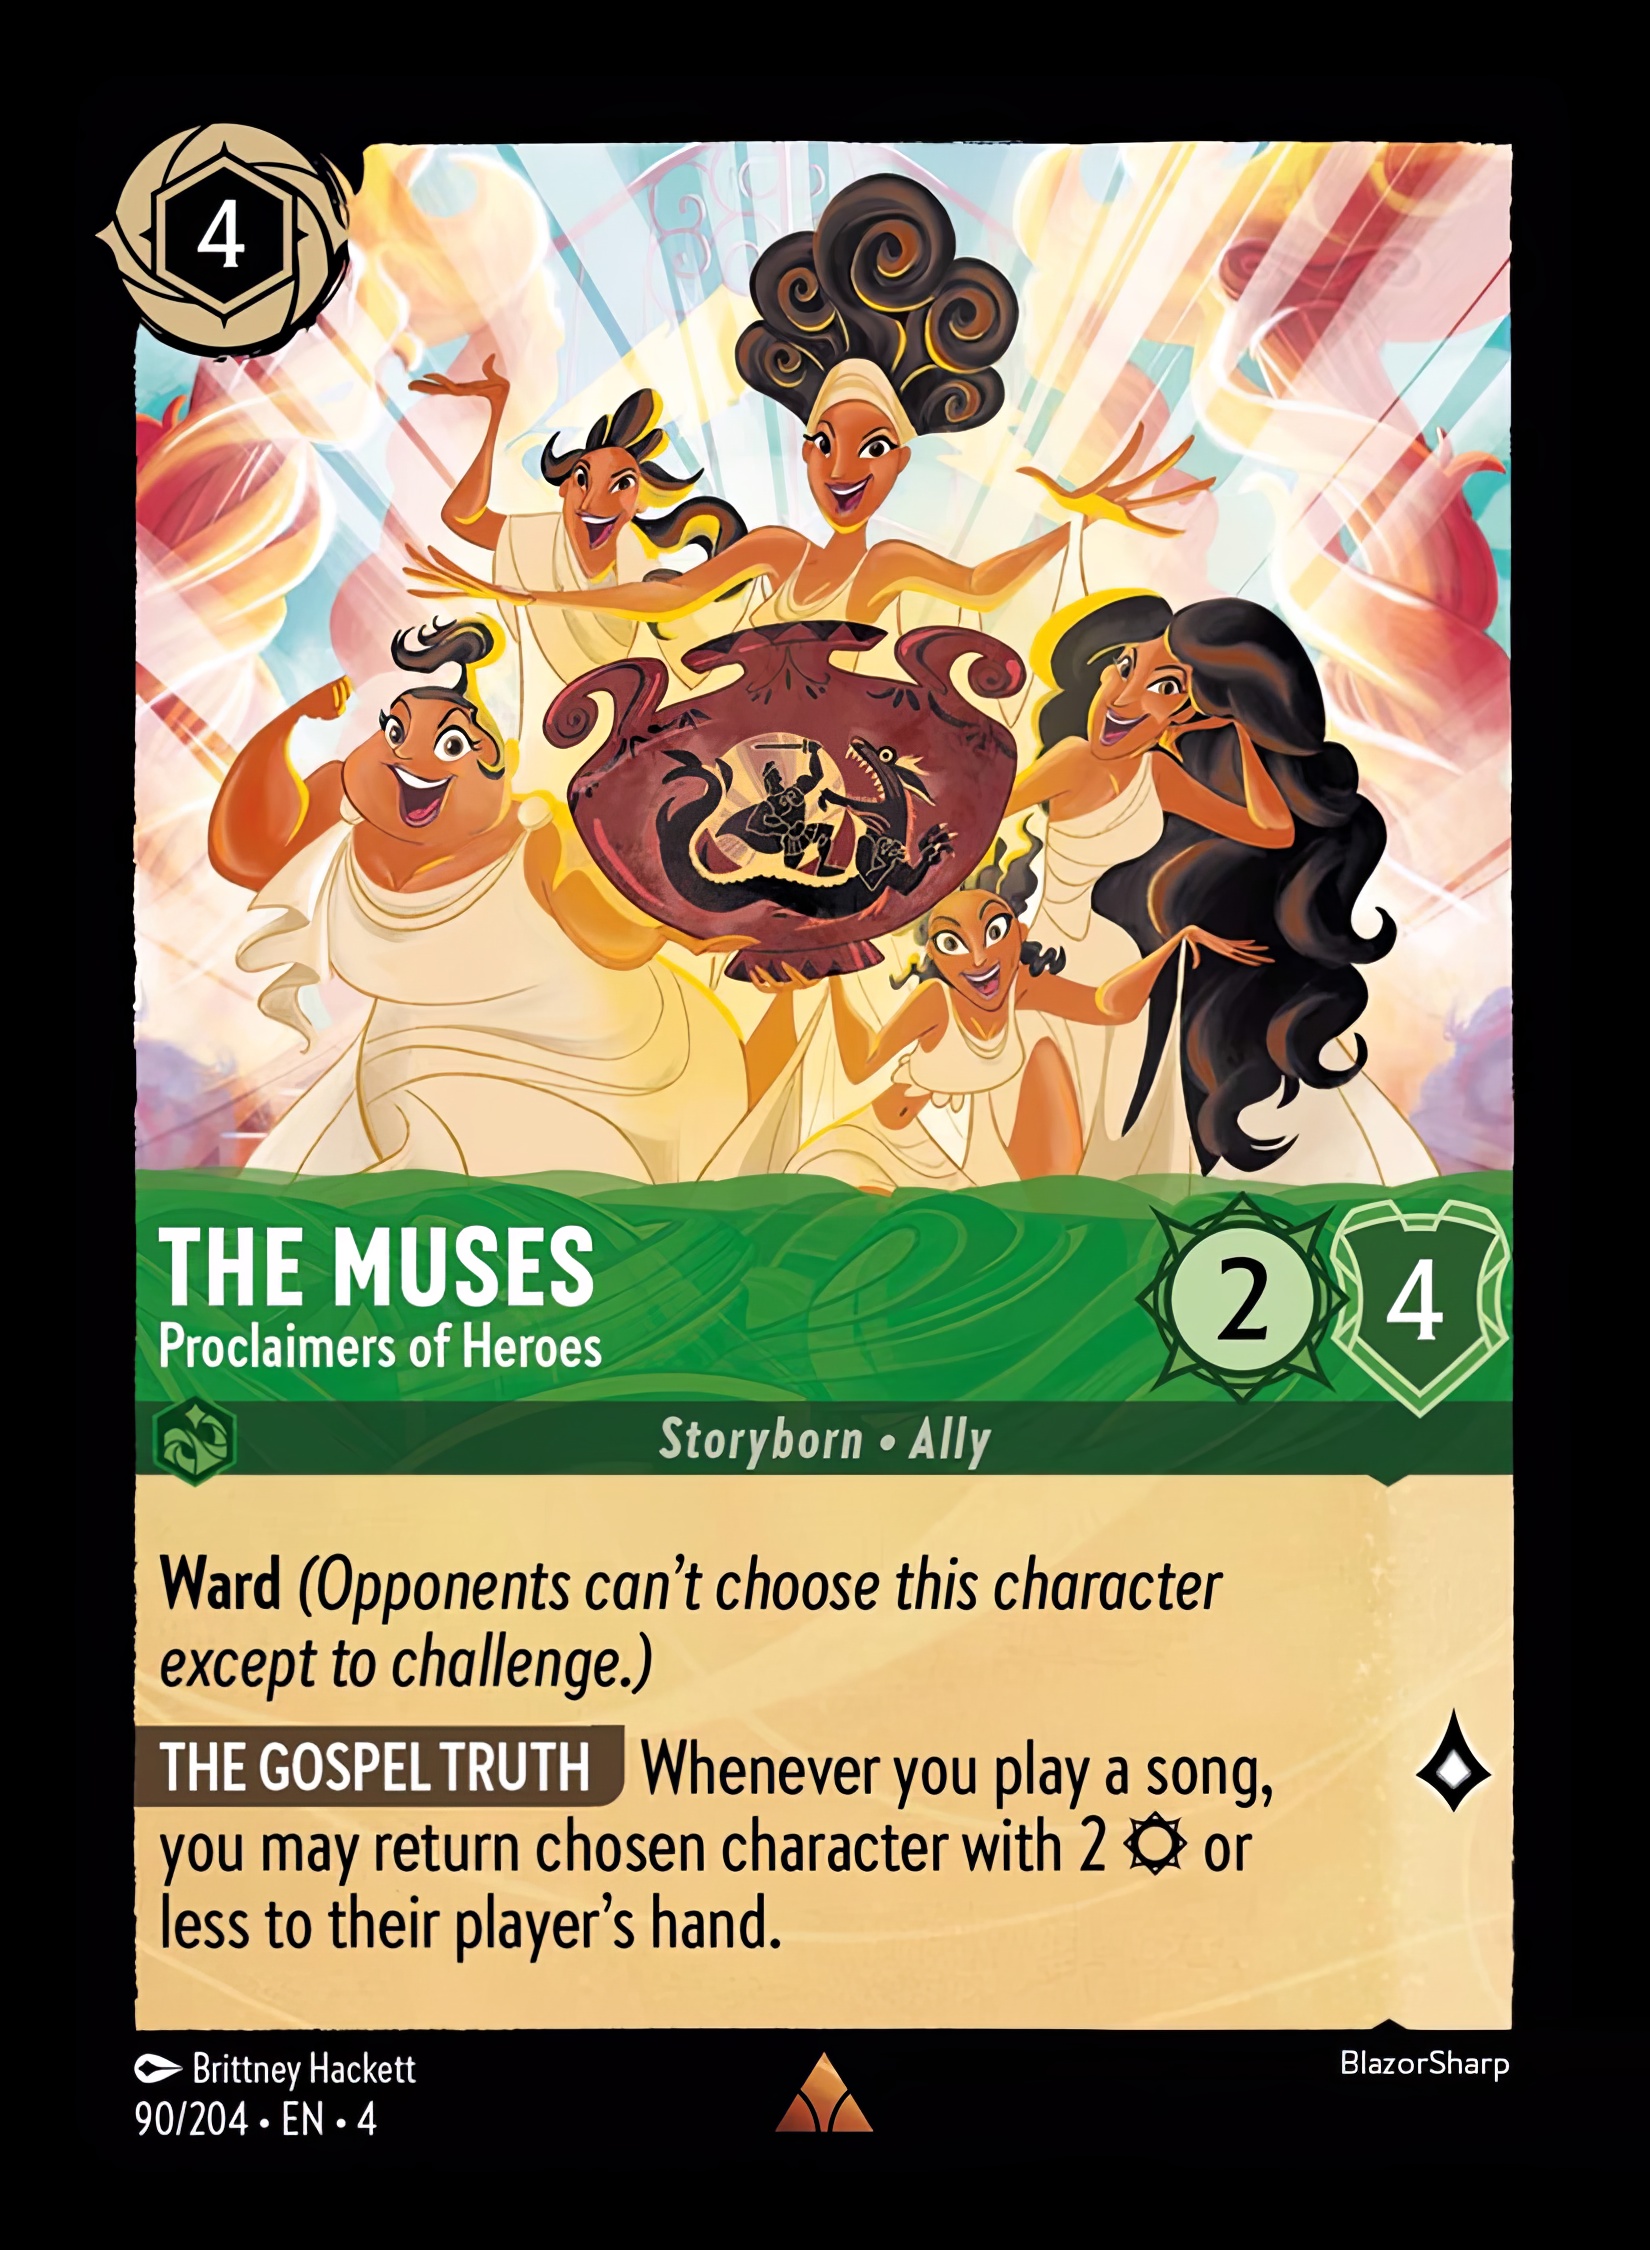 4
THE MUSES
Proclaimers of Heroes
2 4
Storyborn • Ally
Ward (Opponents can't choose this character
except to challenge.)
THE GOSPEL TRUTH Whenever you play a song,
you may return chosen character with 2 or
less to their player's hand.
Brittney Hackett
BlazorSharp
90/204 • EN • 4